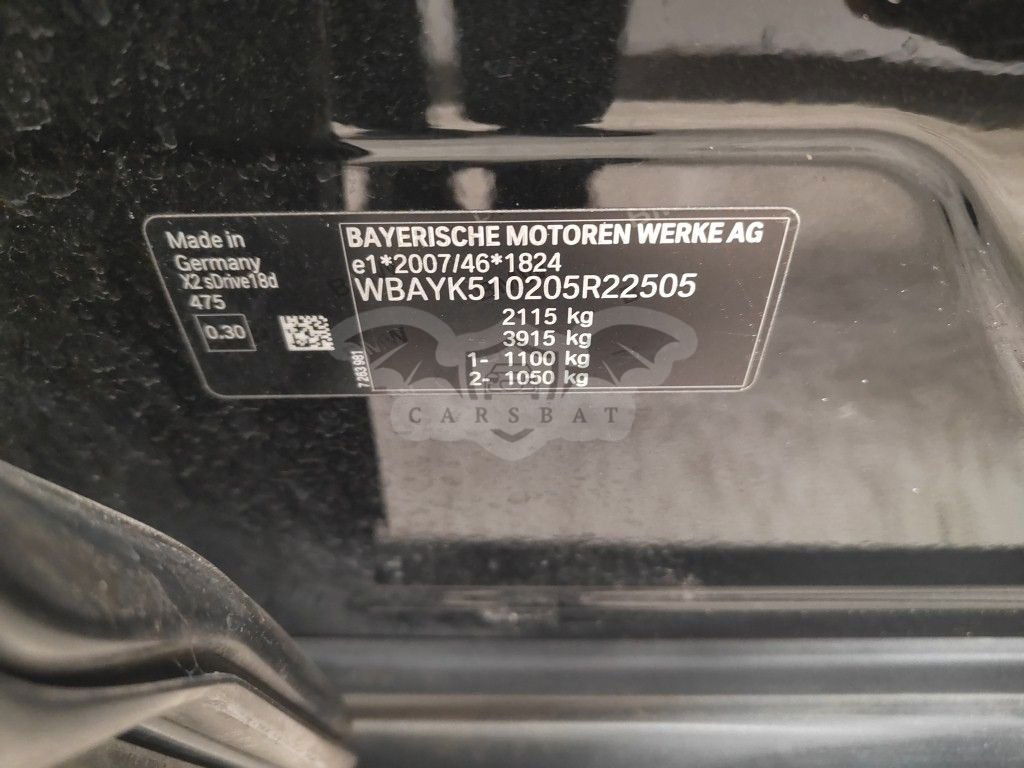 Made in
Germany
X2 sDrive18d
475
0.30
BAYERISCHE MOTOREN WERKE AG
e1*2007/46*1824
WBAYK510205R22505
2115 kg
3915 kg
1- 1100 kg
2- 1050 kg
7263981
CARSBAT